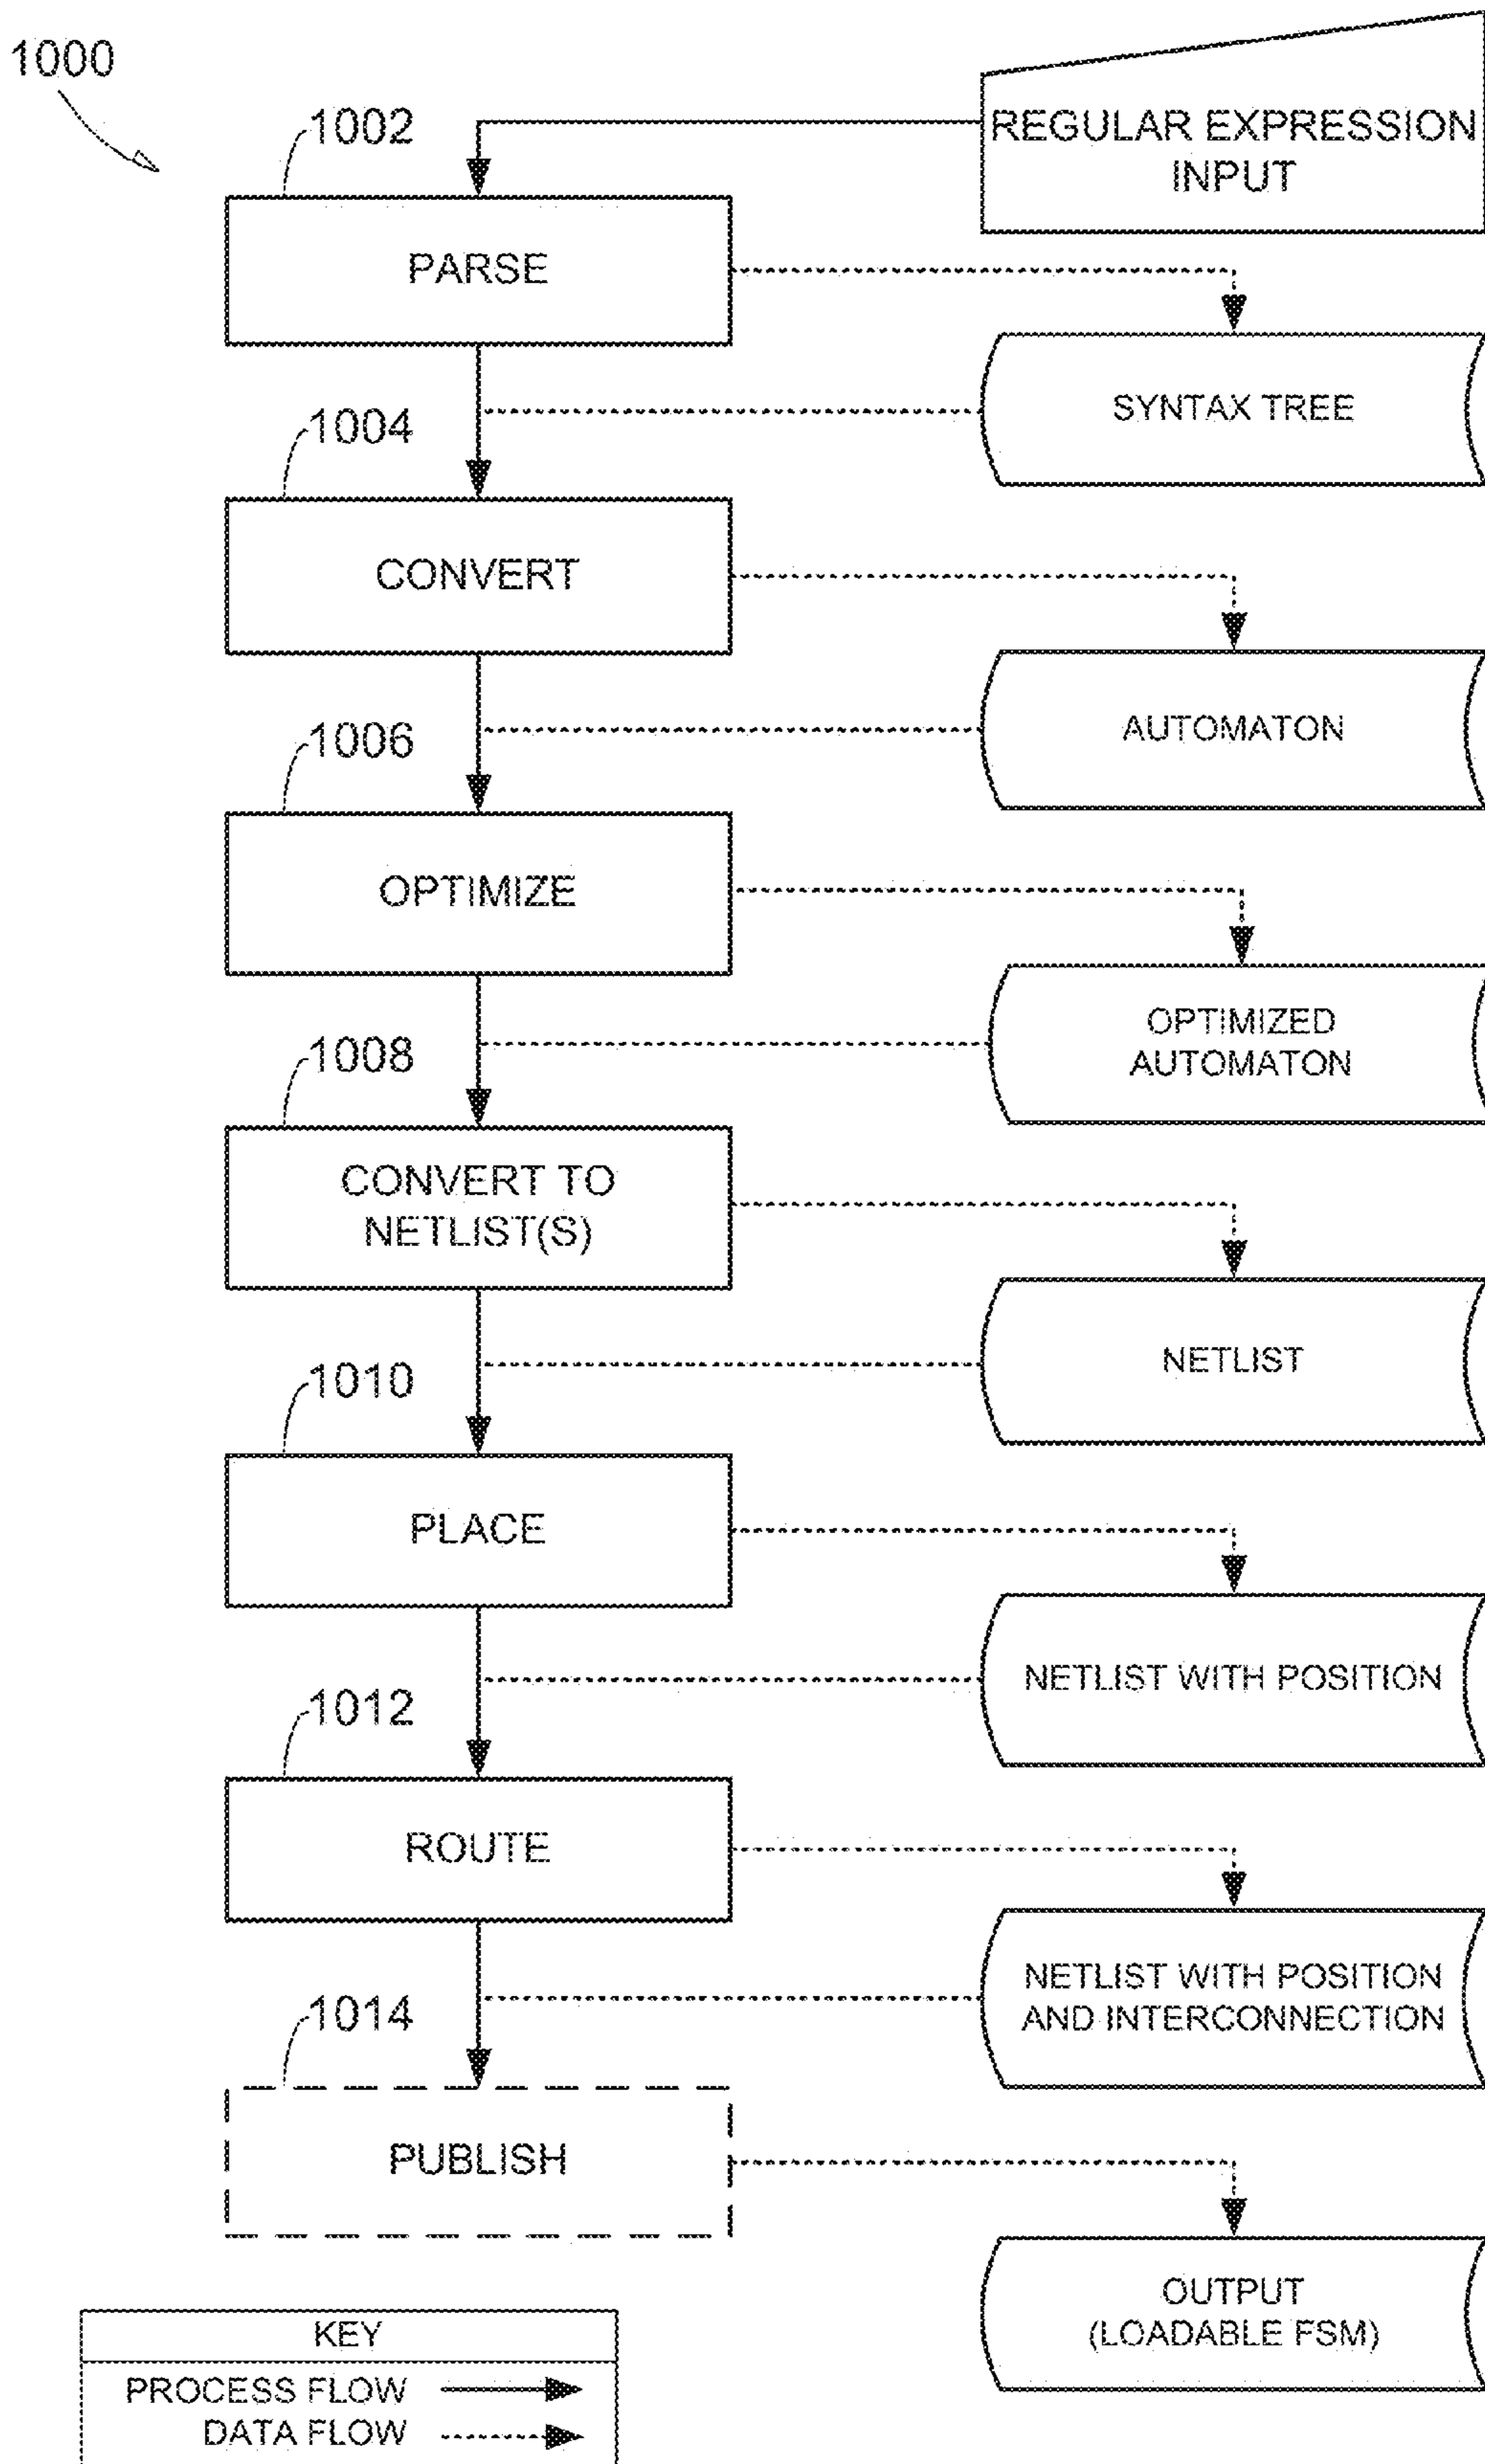 1000
1002
REGULAR EXPRESSION
INPUT
PARSE
SYNTAX TREE
1004
CONVERT
AUTOMATON
1006
OPTIMIZE
OPTIMIZED
AUTOMATON
1008
CONVERT TO
NETLIST(S)
NETLIST
1010
PLACE
NETLIST WITH POSITION
1012
ROUTE
NETLIST WITH POSITION
AND INTERCONNECTION
1014
PUBLISH
OUTPUT
(LOADABLE FSM)
KEY
PROCESS FLOW
DATA FLOW